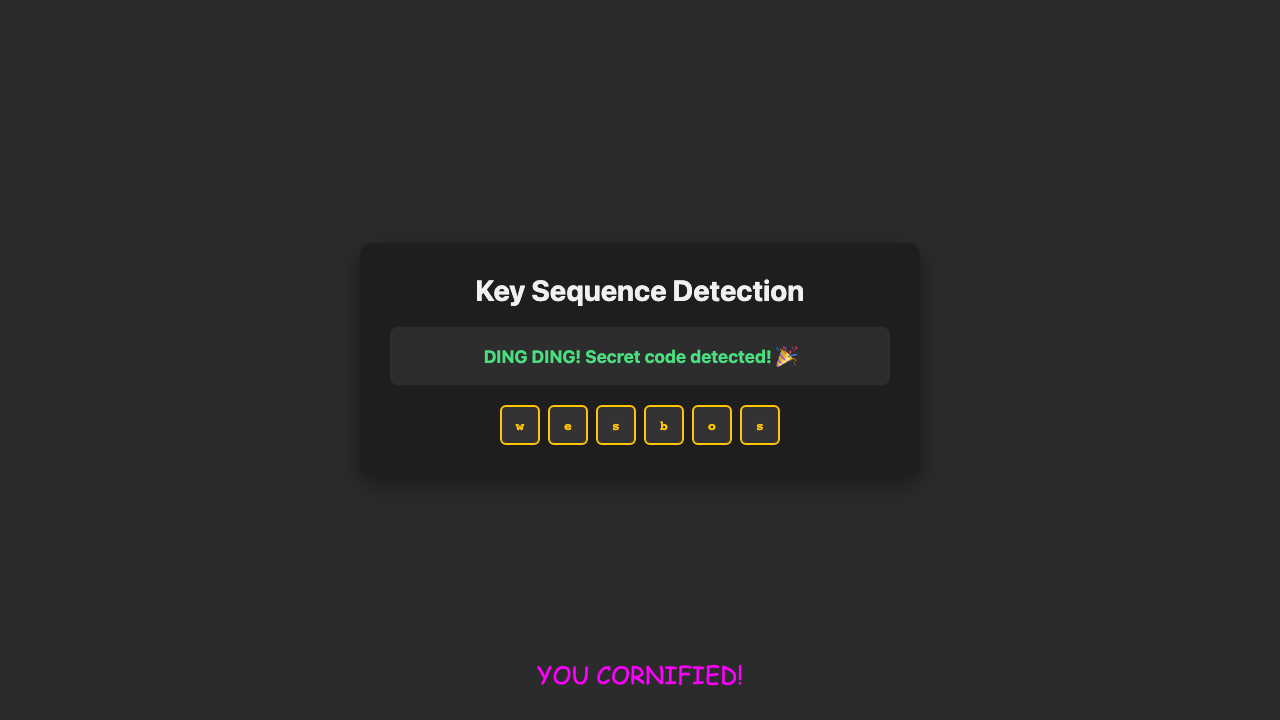 Key Sequence Detection
DING DING! Secret code detected! 🎉
w e s b o s
YOU CORNIFIED!